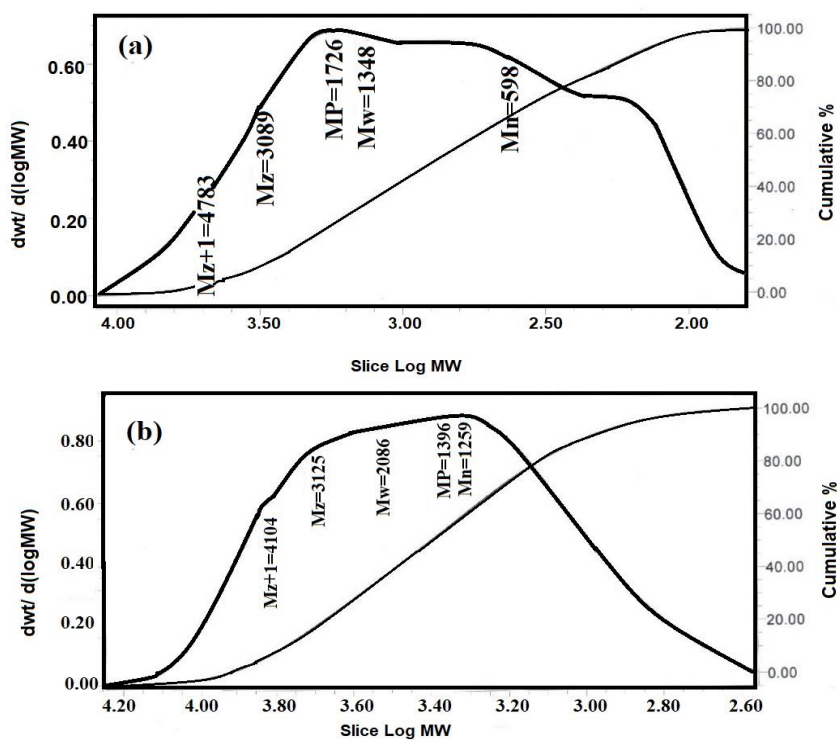 (a)
dwt/ d(logMW)
0.60
0.40
0.20
0.00
Mz+1=4783
Mz=3089
MP=1726
Mw=1348
Mn=598
100.00
80.00
60.00
40.00
20.00
0.00
Cumulative %
4.00 3.50 3.00 2.50 2.00
Slice Log MW
(b)
dwt/ d(logMW)
0.80
0.60
0.40
0.20
0.00
Mz+1=4104
Mz=3125
Mw=2086
MP=1396
Mn=1259
100.00
80.00
60.00
40.00
20.00
0.00
Cumulative %
4.20 4.00 3.80 3.60 3.40 3.20 3.00 2.80 2.60
Slice Log MW